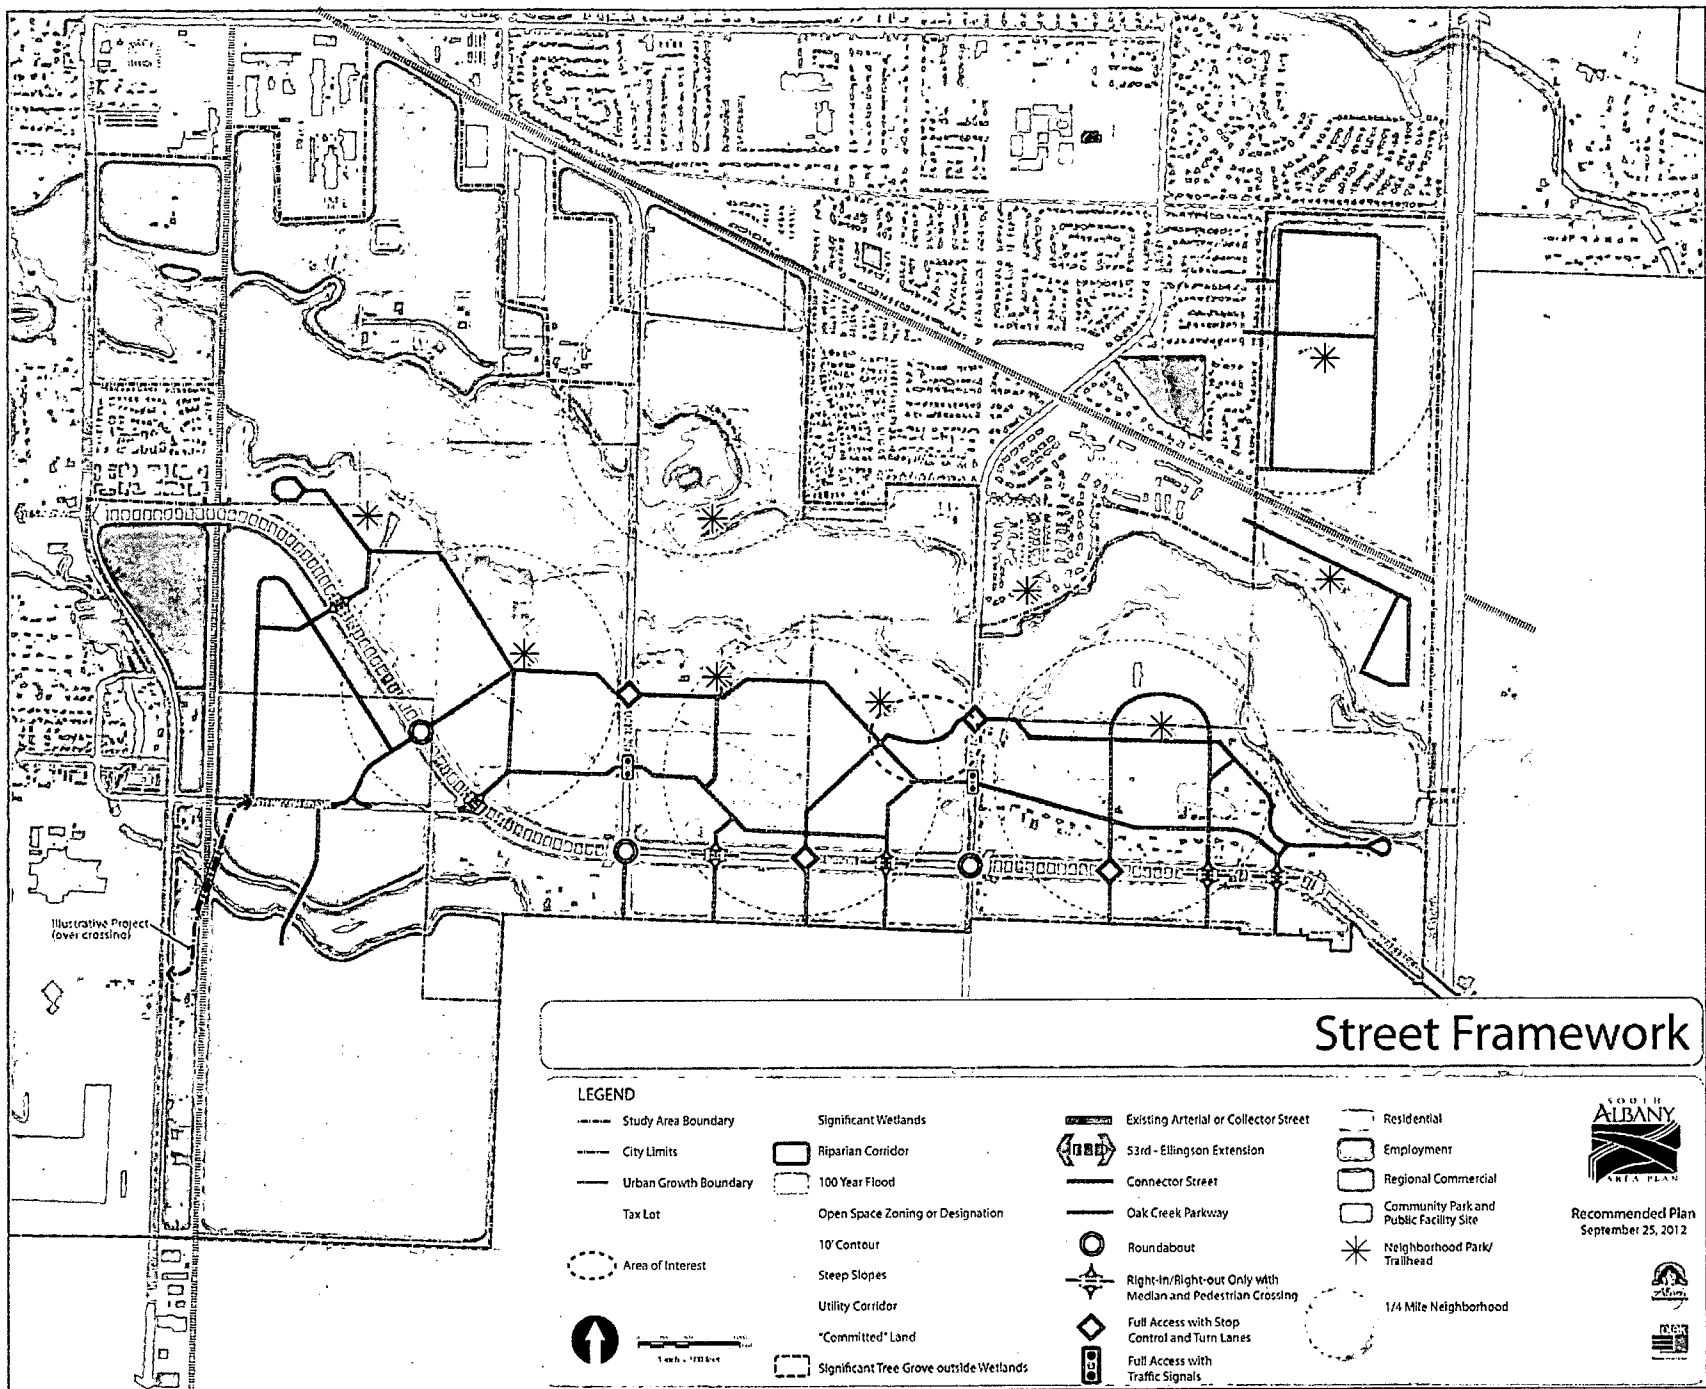 Illustrative Project
(over crossing)
Street Framework
LEGEND
Study Area Boundary
City Limits
Urban Growth Boundary
Tax Lot
Area of Interest
Significant Wetlands
Riparian Corridor
100 Year Flood
Open Space Zoning or Designation
10' Contour
Steep Slopes
Utility Corridor
"Committed" Land
Significant Tree Grove outside Wetlands
Existing Arterial or Collector Street
53rd - Ellingson Extension
Connector Street
Oak Creek Parkway
Roundabout
Right-In/Right-out Only with
Median and Pedestrian Crossing
Full Access with Stop
Control and Turn Lanes
Full Access with
Traffic Signals
Residential
Employment
Regional Commercial
Community Park and
Public Facility Site
Neighborhood Park/
Trailhead
1/4 Mile Neighborhood
SOUTH
ALBANY
AREA PLAN
Recommended Plan
September 25, 2012
Albany